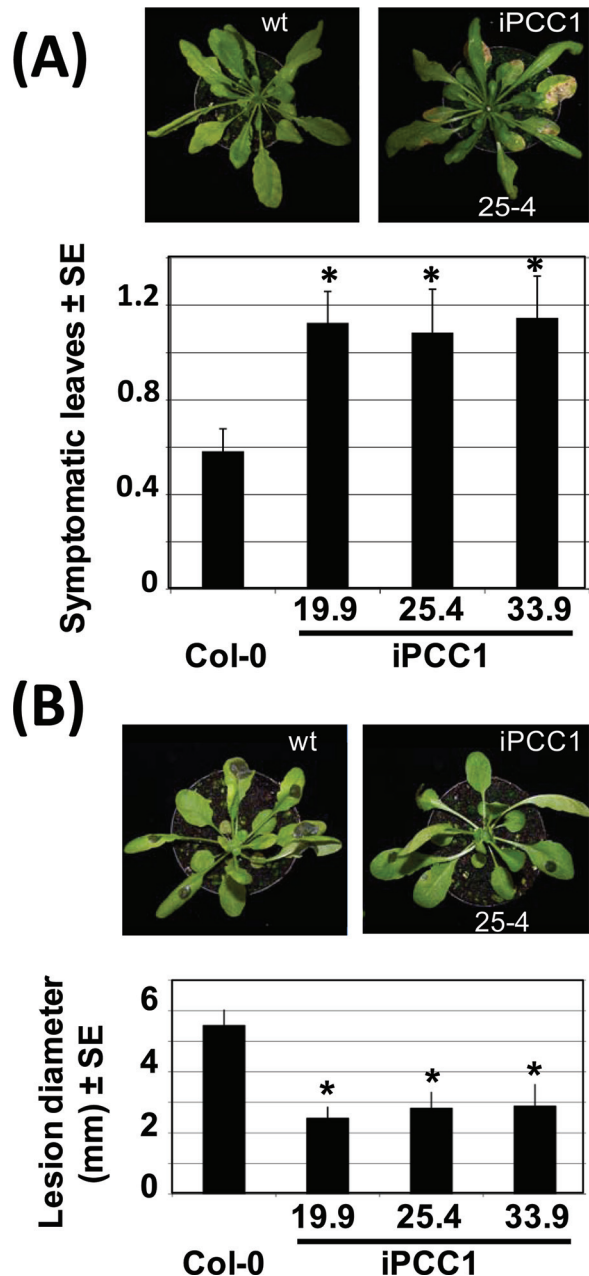 (A)
wt
iPCC1
25-4
Symptomatic leaves ± SE
1.2
0.8
0.4
0
19.9 25.4 33.9
Col-0
iPCC1
* * *
(B)
wt
iPCC1
25-4
Lesion diameter
(mm) ± SE
6
4
2
0
* * *
19.9 25.4 33.9
Col-0
iPCC1